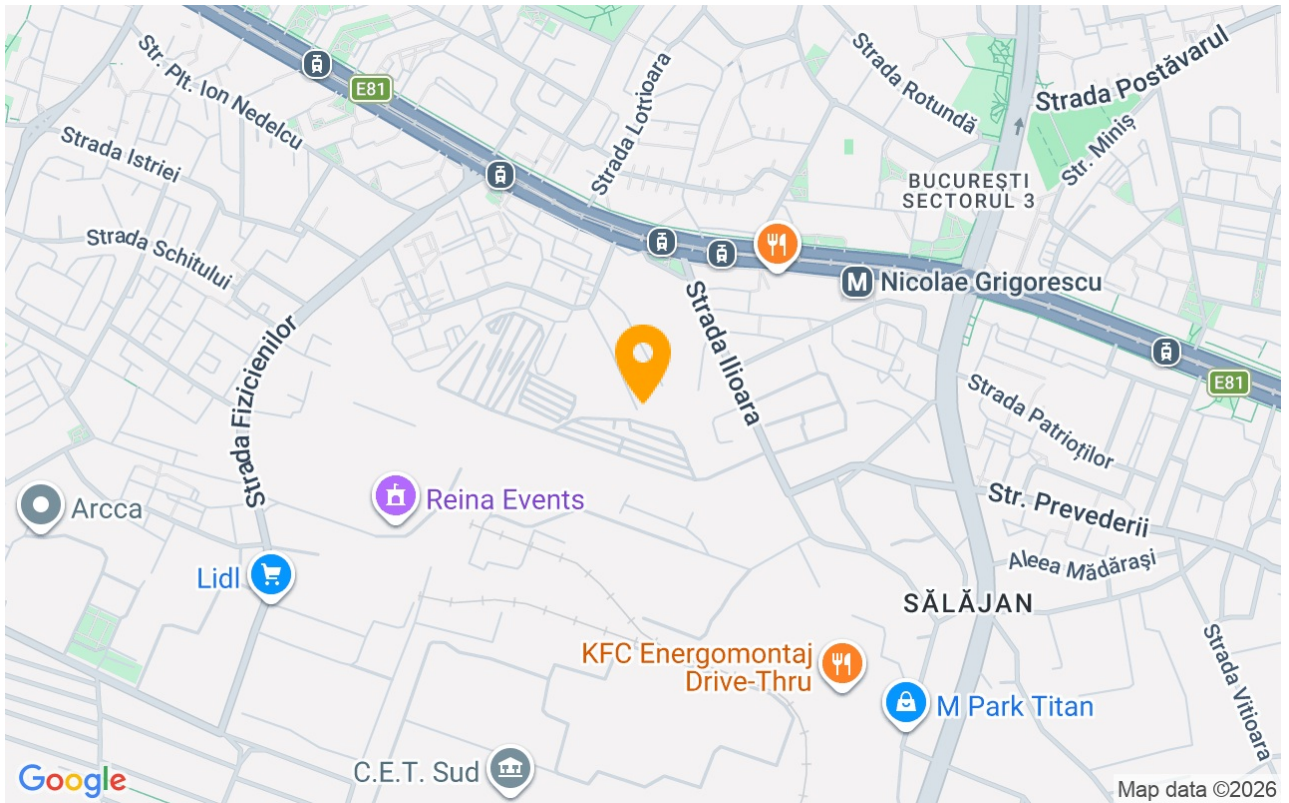 E81
Str. Plt. Ion Nedelcu
Strada Istriei
Strada Schitului
Strada Fizicienilor
Strada Lotrioara
Strada Rotundă
Strada Postăvarul
Str. Miniș
BUCUREȘTI
SECTORUL 3
M Nicolae Grigorescu
Strada Ilioara
E81
Strada Patrioților
Str. Prevederii
Aleea Mădărași
SĂLĂJAN
Strada Vitioara
Arcca
Reina Events
Lidl
KFC Energomontaj
Drive-Thru
M Park Titan
C.E.T. Sud
Google
Map data ©2026